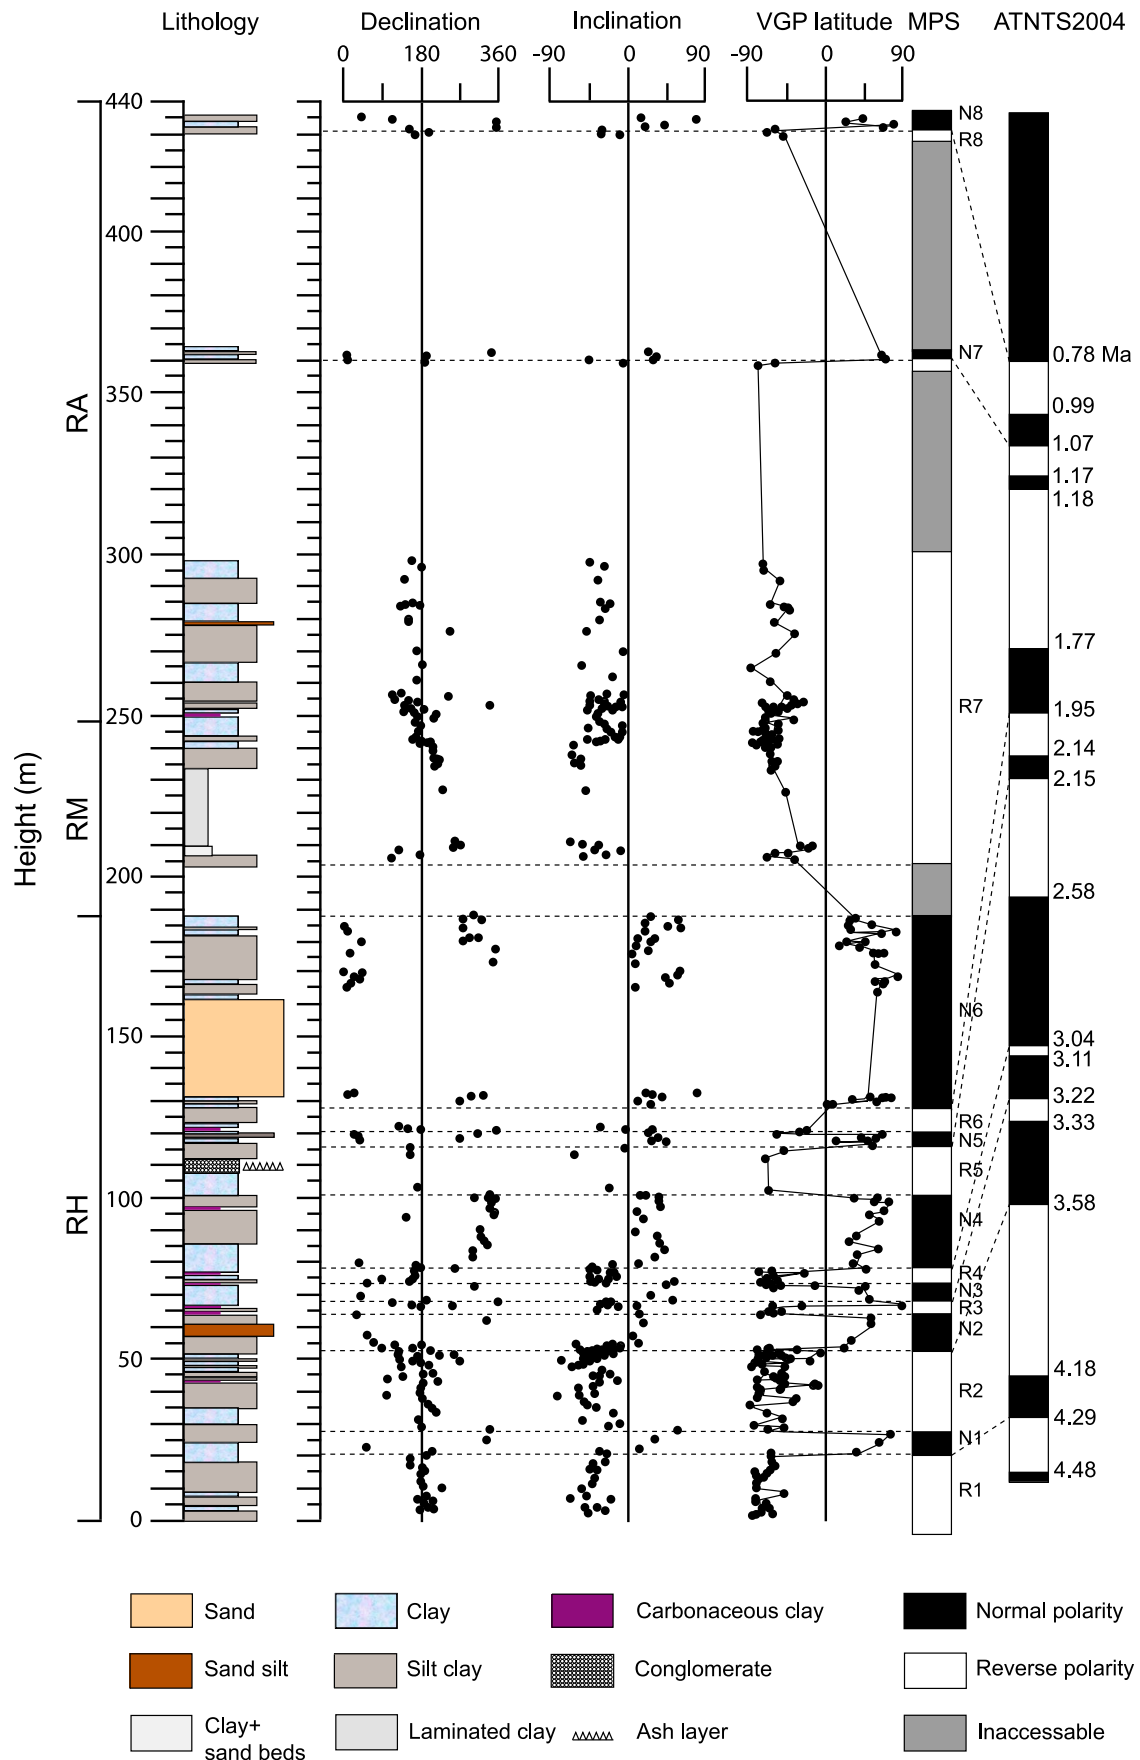 Lithology Declination Inclination VGP latitude MPS ATNTS2004
0 180 360 -90 0 90 -90 0 90
440
N8
R8
400
N7
0.78 Ma
0.99
350
RA
1.07
1.17
1.18
300
1.77
250
R7
1.95
2.14
2.15
Height (m)
RM
200
2.58
N6
150
3.04
3.11
3.22
R6
3.33
N5
R5
100
3.58
RH
N4
R4
N3
R3
N2
50
4.18
R2
4.29
N1
4.48
R1
0
Sand Clay Carbonaceous clay Normal polarity
Sand silt Silt clay Conglomerate Reverse polarity
Clay+
sand beds
Laminated clay Ash layer Inaccessable